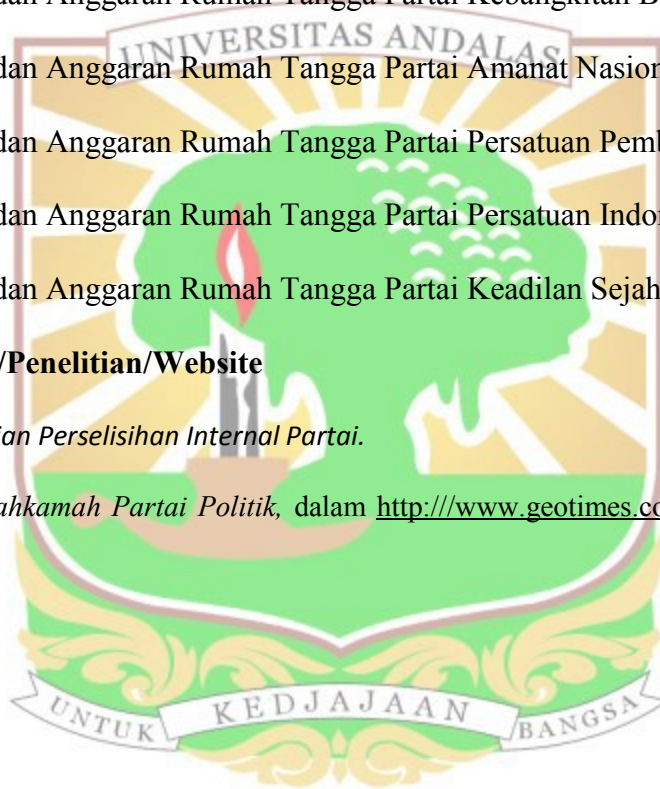 dan Anggaran Rumah Tangga Partai Kebangkitan B
UNIVERSITAS ANDALAS
dan Anggaran Rumah Tangga Partai Amanat Nasion
dan Anggaran Rumah Tangga Partai Persatuan Pemb
dan Anggaran Rumah Tangga Partai Persatuan Indo
dan Anggaran Rumah Tangga Partai Keadilan Sejah
/Penelitian/Website
ian Perselisihan Internal Partai.
ahkamah Partai Politik, dalam http:///www.geotimes.co
UNTUK KEDJAJAAN BANGSA